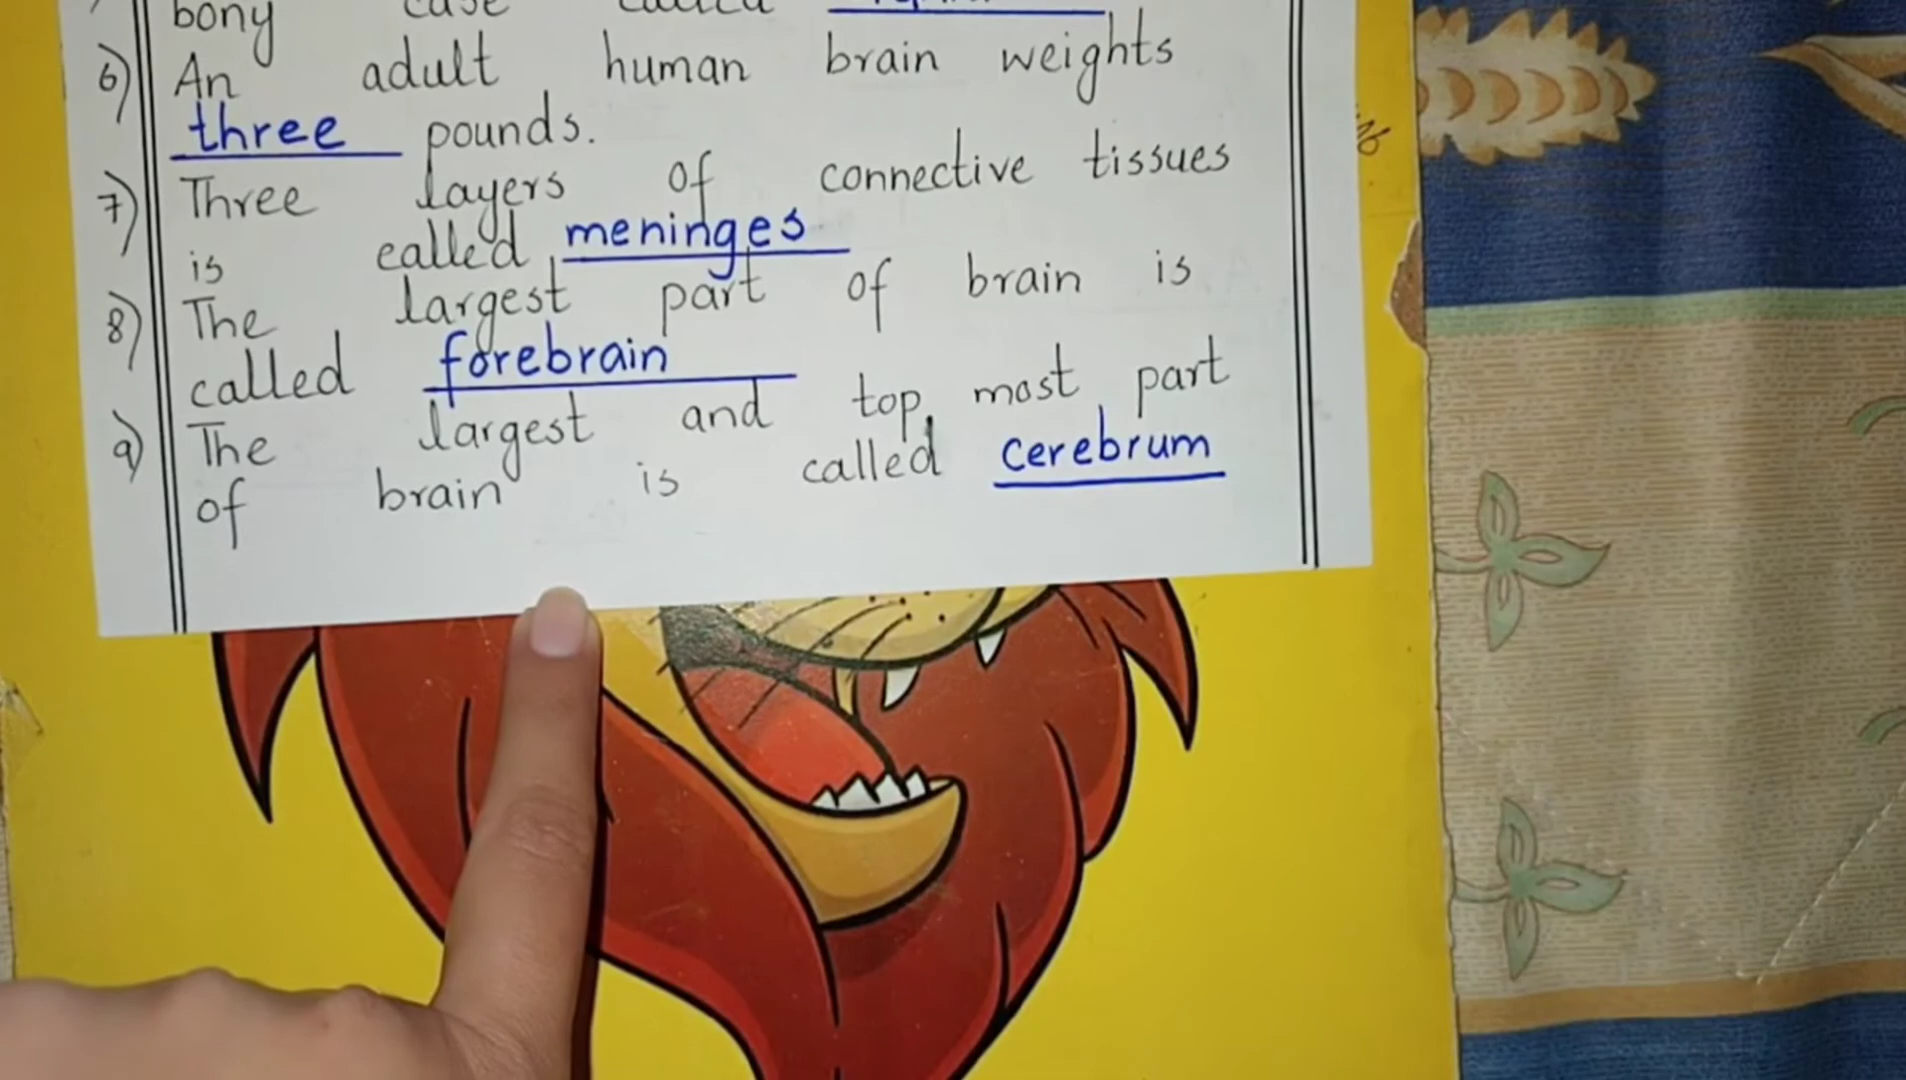 bony case called
6) An adult human brain weights
three pounds.
7) Three layers of connective tissues
is called meninges
8) The largest part of brain is
called forebrain
9) The largest and top most part
of brain is called cerebrum